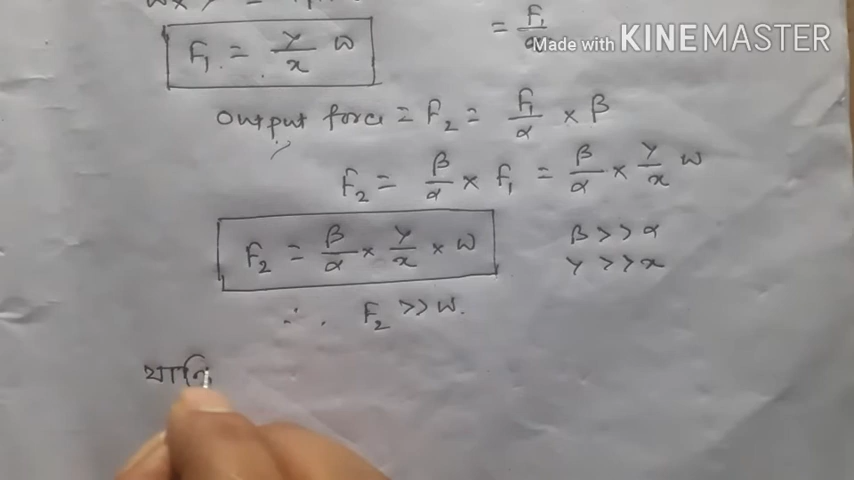 = F₁/α
Made with KINEMASTER
F₁ = y/x W
Output force = F₂ = F₁/α × β
F₂ = β/α × F₁ = β/α × y/x W
F₂ = β/α × y/x × W
β >> α
y >> x
∴ F₂ >> W.